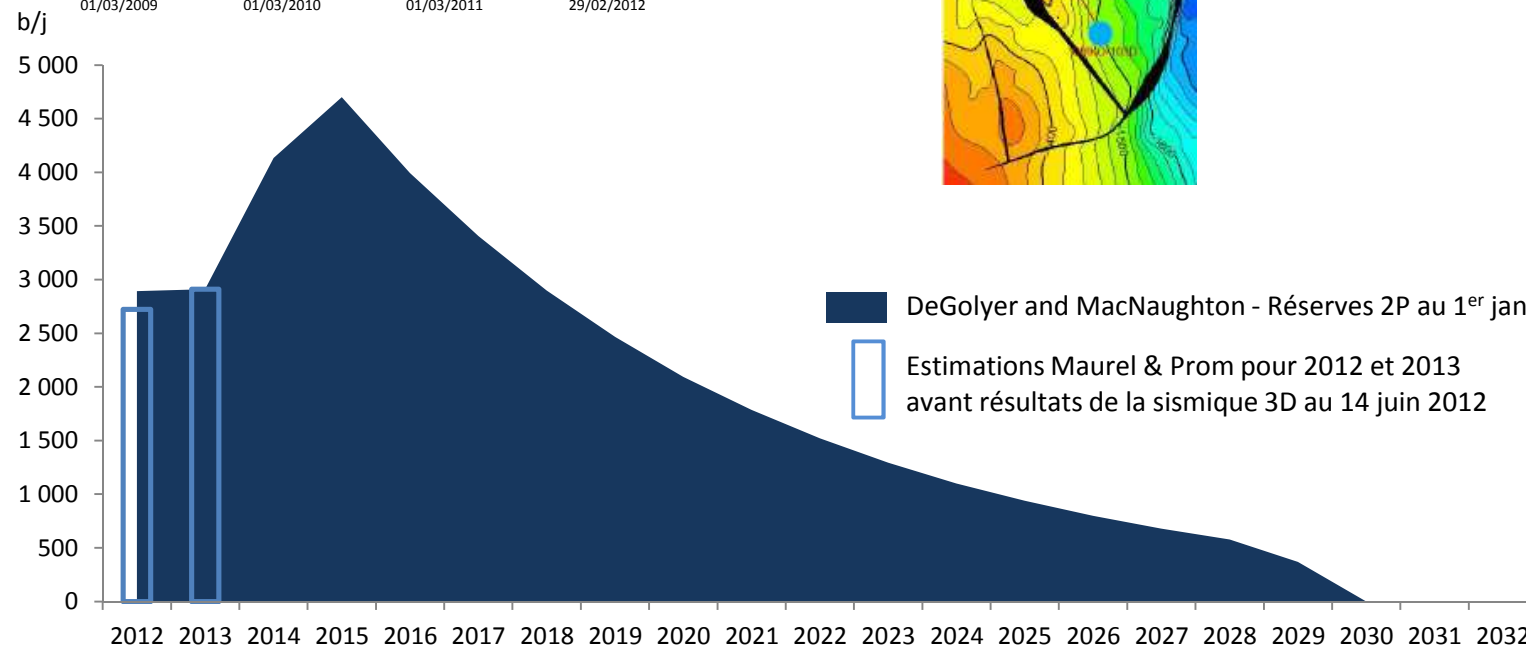 01/03/2009 01/03/2010 01/03/2011 29/02/2012
b/j
5 000
4 500
4 000
3 500
3 000
2 500
2 000
1 500
1 000
500
0
DeGolyer and MacNaughton - Réserves 2P au 1er jan
Estimations Maurel & Prom pour 2012 et 2013
avant résultats de la sismique 3D au 14 juin 2012
2012 2013 2014 2015 2016 2017 2018 2019 2020 2021 2022 2023 2024 2025 2026 2027 2028 2029 2030 2031 2032